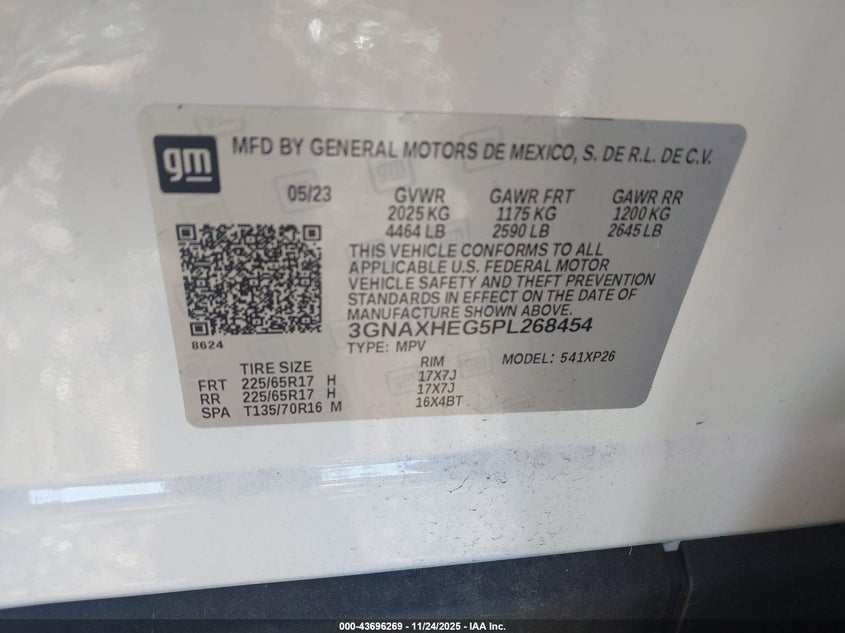 gm
MFD BY GENERAL MOTORS DE MEXICO, S. DE R.L. DE C.V.
05/23 GVWR GAWR FRT GAWR RR
2025 KG 1175 KG 1200 KG
4464 LB 2590 LB 2645 LB
THIS VEHICLE CONFORMS TO ALL
APPLICABLE U.S. FEDERAL MOTOR
VEHICLE SAFETY AND THEFT PREVENTION
STANDARDS IN EFFECT ON THE DATE OF
MANUFACTURE SHOWN ABOVE.
3GNAXHEG5PL268454
8624
TYPE: MPV MODEL: 541XP26
TIRE SIZE RIM
FRT 225/65R17 H 17X7J
RR 225/65R17 H 17X7J
SPA T135/70R16 M 16X4BT
000-43696269 - 11/24/2025 - IAA Inc.